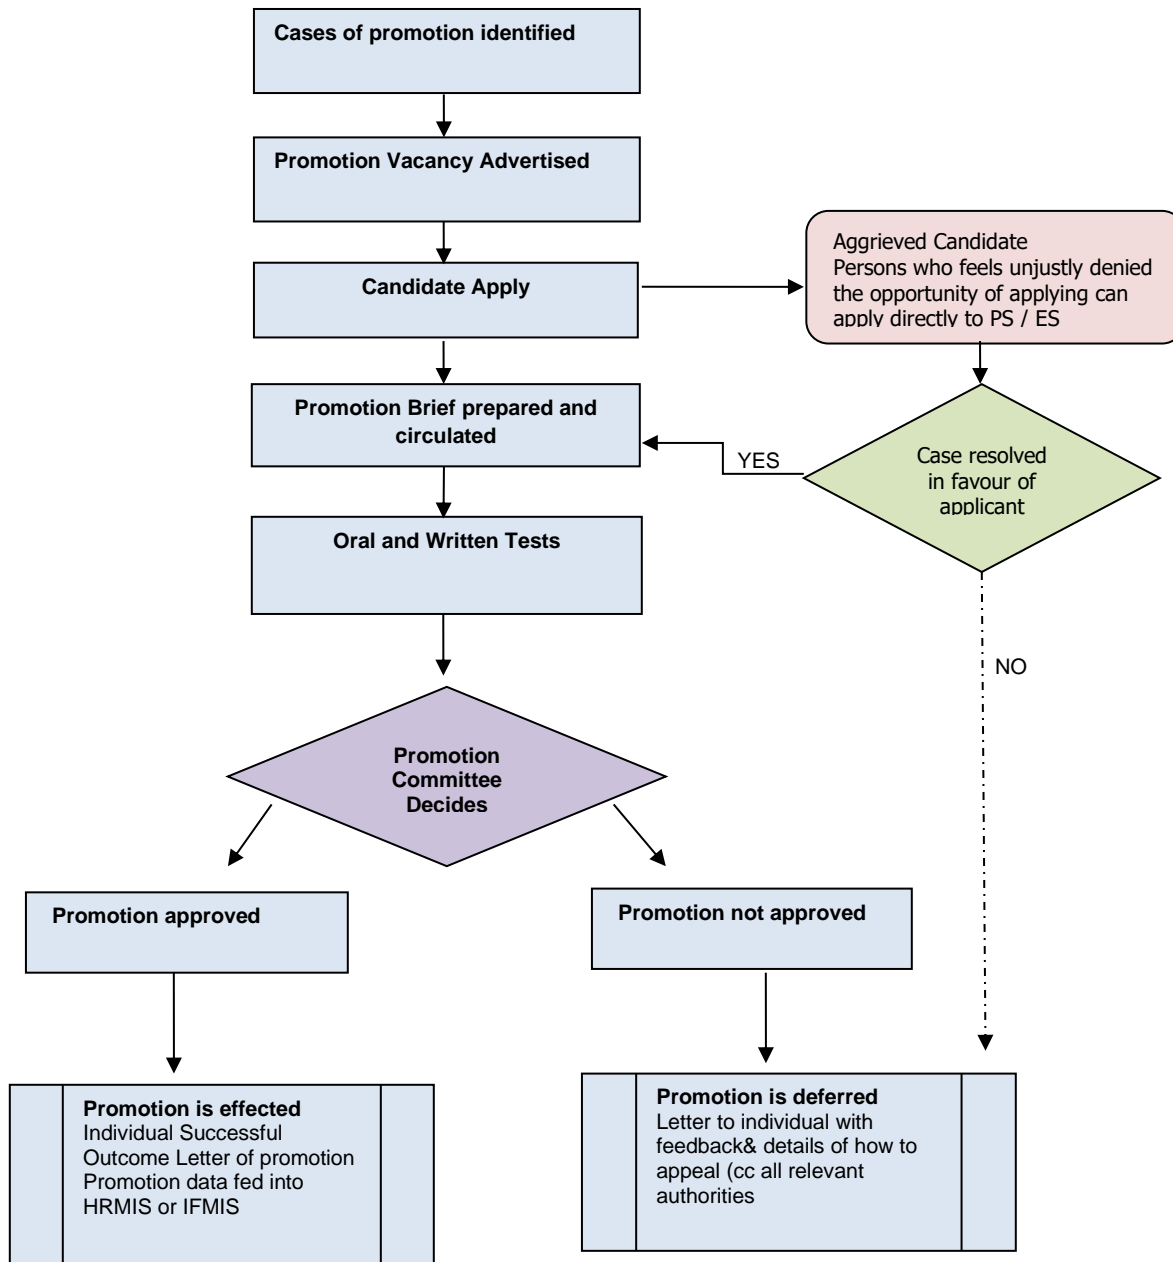 Cases of promotion identified
Promotion Vacancy Advertised
Candidate Apply
Aggrieved Candidate
Persons who feels unjustly denied
the opportunity of applying can
apply directly to PS / ES
Promotion Brief prepared and
circulated
YES
Case resolved
in favour of
applicant
Oral and Written Tests
NO
Promotion
Committee
Decides
Promotion approved
Promotion not approved
Promotion is effected
Individual Successful
Outcome Letter of promotion
Promotion data fed into
HRMIS or IFMIS
Promotion is deferred
Letter to individual with
feedback& details of how to
appeal (cc all relevant
authorities